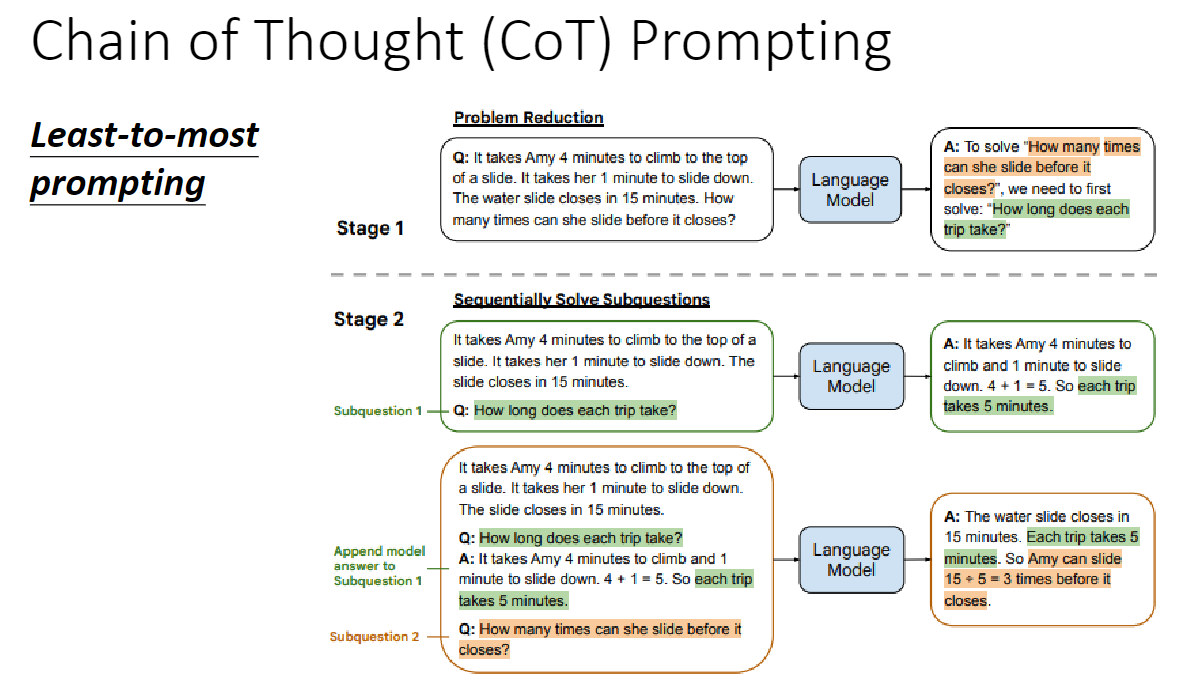 Chain of Thought (CoT) Prompting
Least-to-most
prompting
Problem Reduction
Stage 1
Q: It takes Amy 4 minutes to climb to the top
of a slide. It takes her 1 minute to slide down.
The water slide closes in 15 minutes. How
many times can she slide before it closes?
Language
Model
A: To solve “How many times
can she slide before it
closes?”, we need to first
solve: “How long does each
trip take?”
Stage 2
Sequentially Solve Subquestions
It takes Amy 4 minutes to climb to the top of a
slide. It takes her 1 minute to slide down. The
slide closes in 15 minutes.
Subquestion 1
Q: How long does each trip take?
Language
Model
A: It takes Amy 4 minutes to
climb and 1 minute to slide
down. 4 + 1 = 5. So each trip
takes 5 minutes.
It takes Amy 4 minutes to climb to the top of
a slide. It takes her 1 minute to slide down.
The slide closes in 15 minutes.
Append model
answer to
Subquestion 1
Q: How long does each trip take?
A: It takes Amy 4 minutes to climb and 1
minute to slide down. 4 + 1 = 5. So each trip
takes 5 minutes.
Subquestion 2
Q: How many times can she slide before it
closes?
Language
Model
A: The water slide closes in
15 minutes. Each trip takes 5
minutes. So Amy can slide
15 ÷ 5 = 3 times before it
closes.